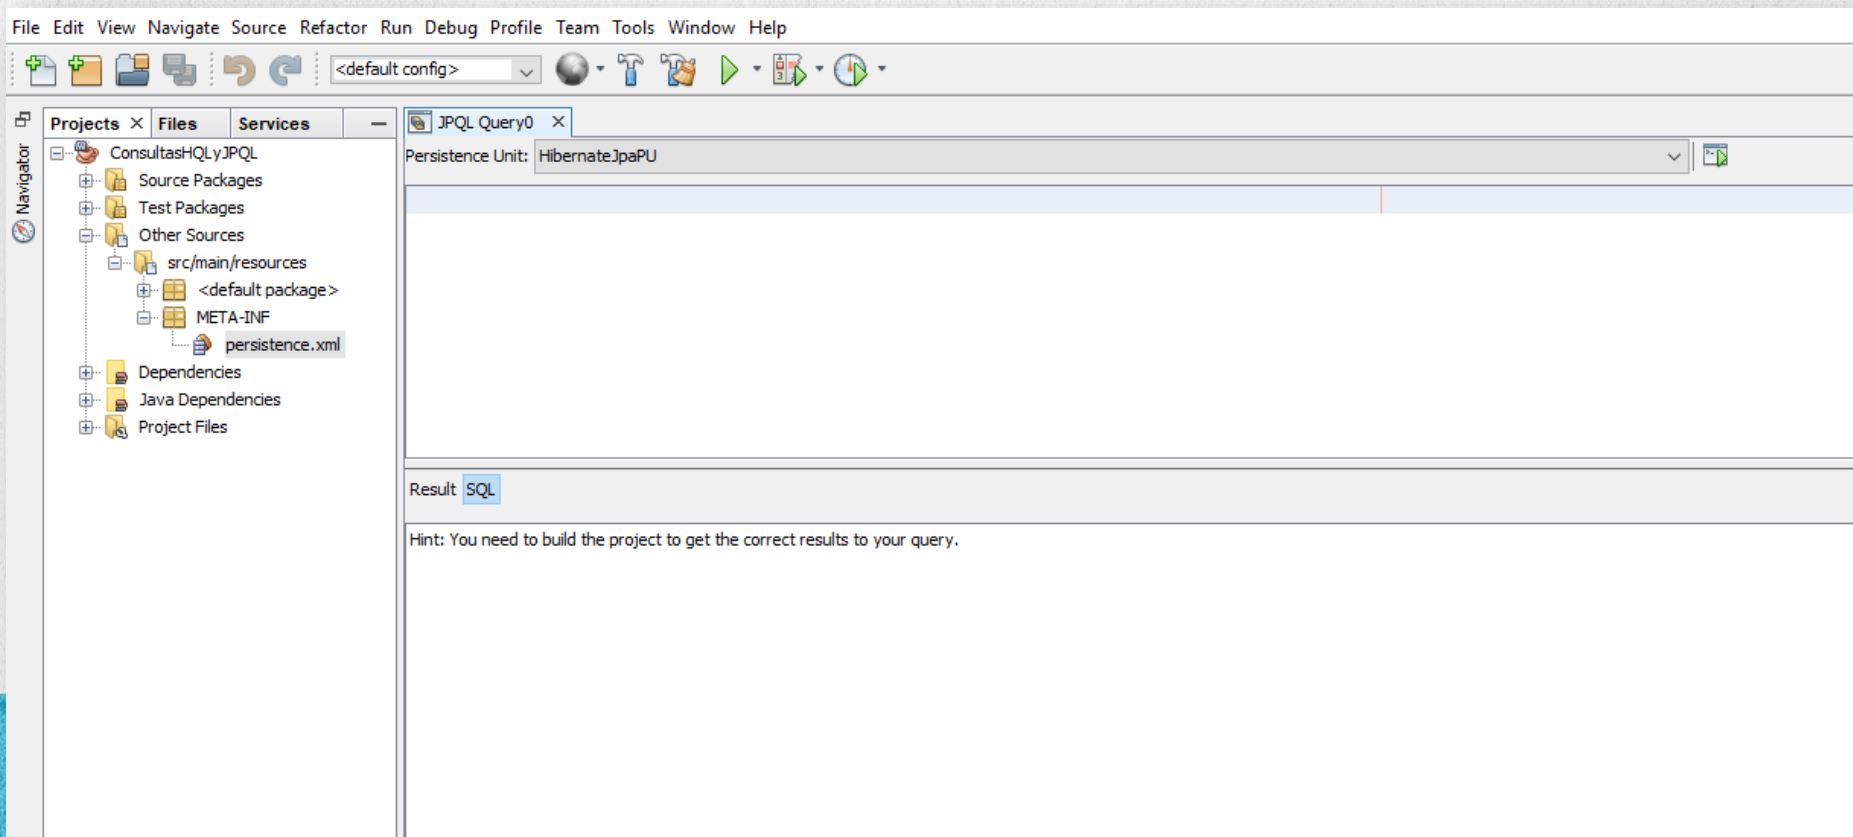 File Edit View Navigate Source Refactor Run Debug Profile Team Tools Window Help
<default config>
Navigator
Projects Files Services
ConsultasHQLyJPQL
Source Packages
Test Packages
Other Sources
src/main/resources
<default package>
META-INF
persistence.xml
Dependencies
Java Dependencies
Project Files
JPQL Query0
Persistence Unit: HibernateJpaPU
Result SQL
Hint: You need to build the project to get the correct results to your query.